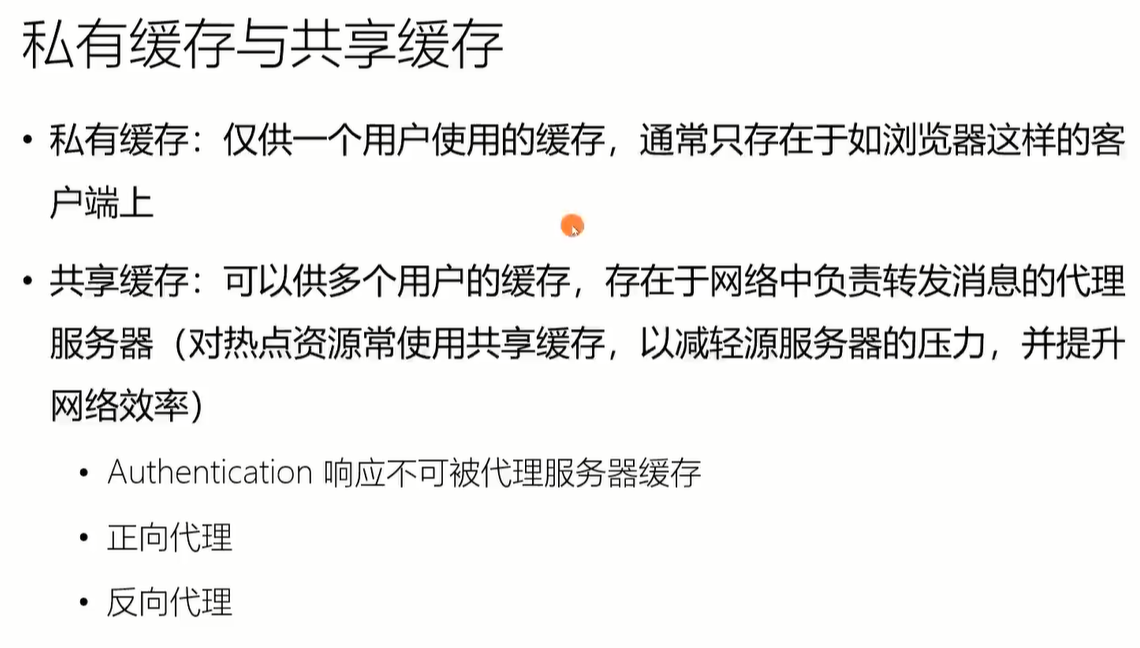 私有缓存与共享缓存
• 私有缓存：仅供一个用户使用的缓存，通常只存在于如浏览器这样的客
户端上
• 共享缓存：可以供多个用户的缓存，存在于网络中负责转发消息的代理
服务器（对热点资源常使用共享缓存，以减轻源服务器的压力，并提升
网络效率）
• Authentication 响应不可被代理服务器缓存
• 正向代理
• 反向代理